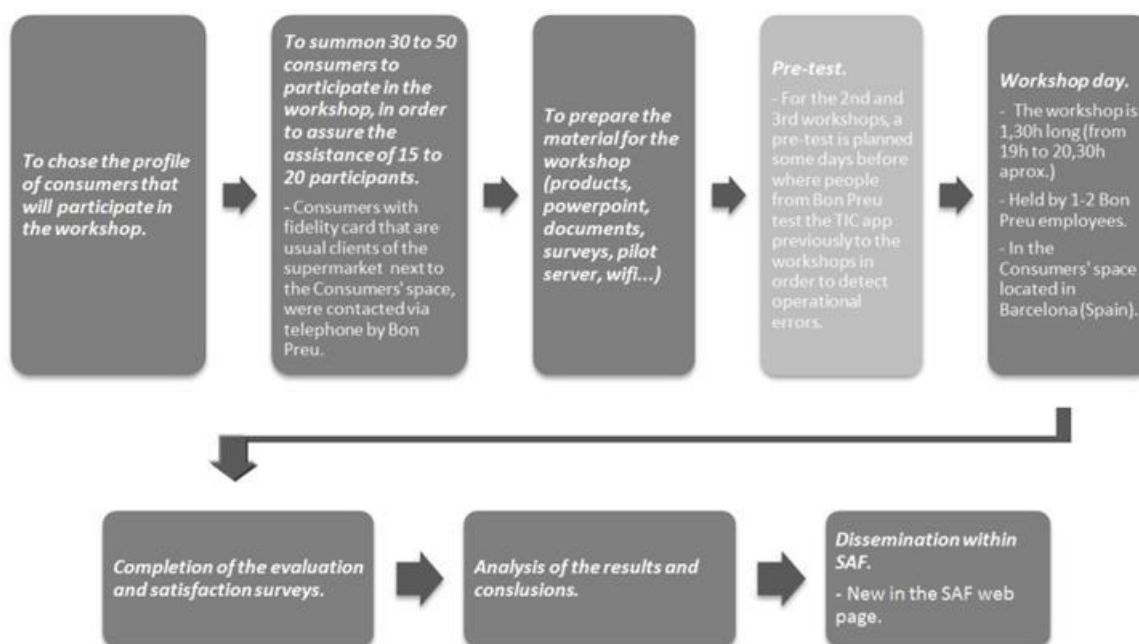 To chose the profile
of consumers that
will participate in
the workshop.
To summon 30 to 50
consumers to
participate in the
workshop, in order
to assure the
assistance of 15 to
20 participants.
- Consumers with
fidelity card that are
usual clients of the
supermarket next to
the Consumers' space,
were contacted via
telephone by Bon
Preu.
To prepare the
material for the
workshop
(products,
powerpoint,
documents,
surveys, pilot
server, wifi...)
Pre-test.
- For the 2nd and
3rd workshops, a
pre-test is planned
some days before
where people
from Bon Preu
test the TIC app
previously to the
workshops in
order to detect
operational
errors.
Workshop day.
- The workshop is
1,30h long (from
19h to 20,30h
aprox.)
- Held by 1-2 Bon
Preu employees.
- In the
Consumers' space
located in
Barcelona (Spain).
Completion of the evaluation
and satisfaction surveys.
Analysis of the results and
conslusions.
Dissemination within
SAF.
- New in the SAF web
page.